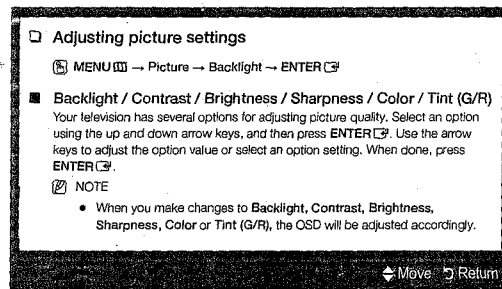 Adjusting picture settings
MENU → Picture → Backlight → ENTER
Backlight / Contrast / Brightness / Sharpness / Color / Tint (G/R)
Your television has several options for adjusting picture quality. Select an option
using the up and down arrow keys, and then press ENTER. Use the arrow
keys to adjust the option value or select an option setting. When done, press
ENTER.
NOTE
• When you make changes to Backlight, Contrast, Brightness,
Sharpness, Color or Tint (G/R), the OSD will be adjusted accordingly.
Move Return